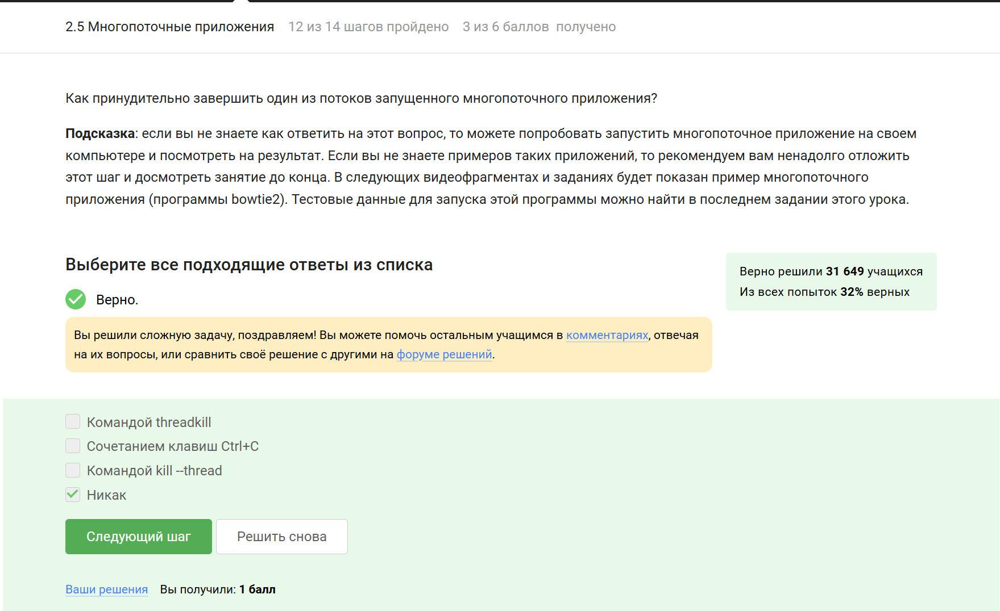 2.5 Многопоточные приложения 12 из 14 шагов пройдено 3 из 6 баллов получено
Как принудительно завершить один из потоков запущенного многопоточного приложения?
Подсказка: если вы не знаете как ответить на этот вопрос, то можете попробовать запустить многопоточное приложение на своем
компьютере и посмотреть на результат. Если вы не знаете примеров таких приложений, то рекомендуем вам ненадолго отложить
этот шаг и досмотреть занятие до конца. В следующих видеофрагментах и заданиях будет показан пример многопоточного
приложения (программы bowtie2). Тестовые данные для запуска этой программы можно найти в последнем задании этого урока.
Выберите все подходящие ответы из списка
Верно решили 31 649 учащихся
Из всех попыток 32% верных
Верно.
Вы решили сложную задачу, поздравляем! Вы можете помочь остальным учащимся в комментариях, отвечая
на их вопросы, или сравнить своё решение с другими на форуме решений.
Командой threadkill
Сочетанием клавиш Ctrl+C
Командой kill --thread
Никак
Следующий шаг
Решить снова
Ваши решения Вы получили: 1 балл